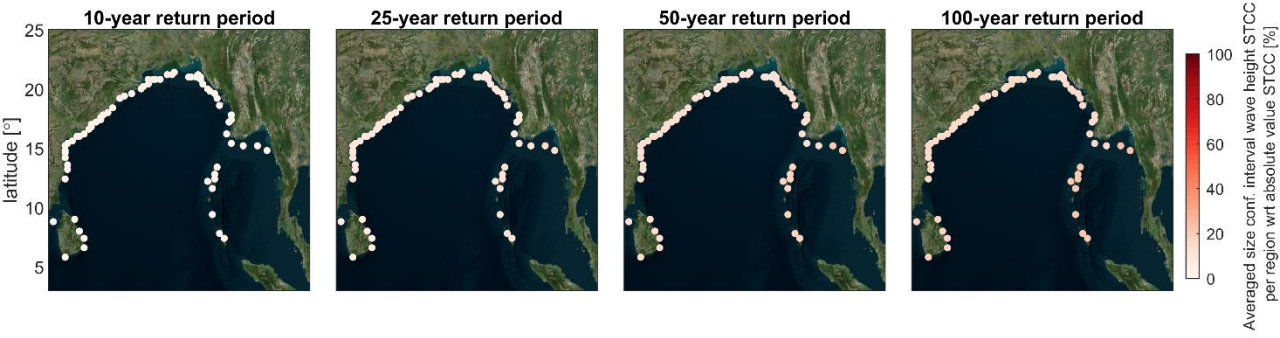 10-year return period
25-year return period
50-year return period
100-year return period
25
20
15
10
5
latitude [°]
100
80
60
40
20
0
Averaged size conf. interval wave height STCC
per region wrt absolute value STCC [%]